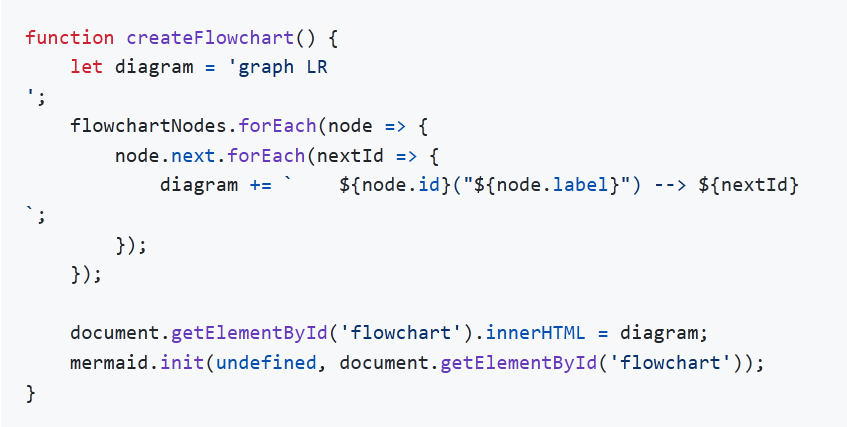 function createFlowchart() {
    let diagram = 'graph LR
';
    flowchartNodes.forEach(node => {
        node.next.forEach(nextId => {
            diagram += `    ${node.id}("${node.label}") --> ${nextId}
`;
        });
    });

    document.getElementById('flowchart').innerHTML = diagram;
    mermaid.init(undefined, document.getElementById('flowchart'));
}